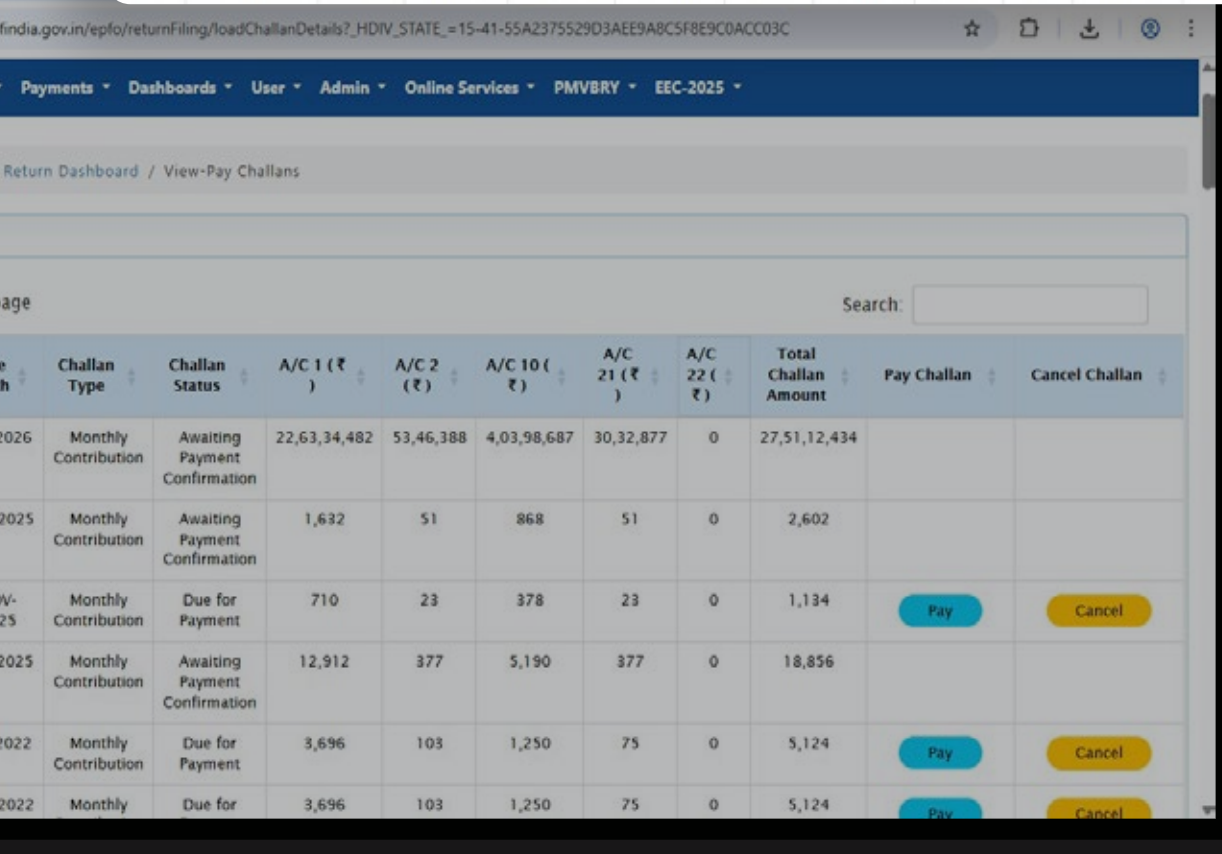 findia.gov.in/epfo/returnFiling/loadChallanDetails?_HDIV_STATE_=15-41-55A2375529D3AEE9A8C5F8E9C0ACC03C
Payments Dashboards User Admin Online Services PMVBRY EEC-2025
Return Dashboard / View-Pay Challans
age
Search:
e
h
Challan
Type
Challan
Status
A/C 1 (₹
)
A/C 2
(₹)
A/C 10 (
₹)
A/C
21 (₹
)
A/C
22 (
₹)
Total
Challan
Amount
Pay Challan
Cancel Challan
2026
Monthly
Contribution
Awaiting
Payment
Confirmation
22,63,34,482
53,46,388
4,03,98,687
30,32,877
0
27,51,12,434
2025
Monthly
Contribution
Awaiting
Payment
Confirmation
1,632
51
868
51
0
2,602
V-
25
Monthly
Contribution
Due for
Payment
710
23
378
23
0
1,134
Pay
Cancel
2025
Monthly
Contribution
Awaiting
Payment
Confirmation
12,912
377
5,190
377
0
18,856
2022
Monthly
Contribution
Due for
Payment
3,696
103
1,250
75
0
5,124
Pay
Cancel
2022
Monthly
Due for
3,696
103
1,250
75
0
5,124
Pay
Cancel